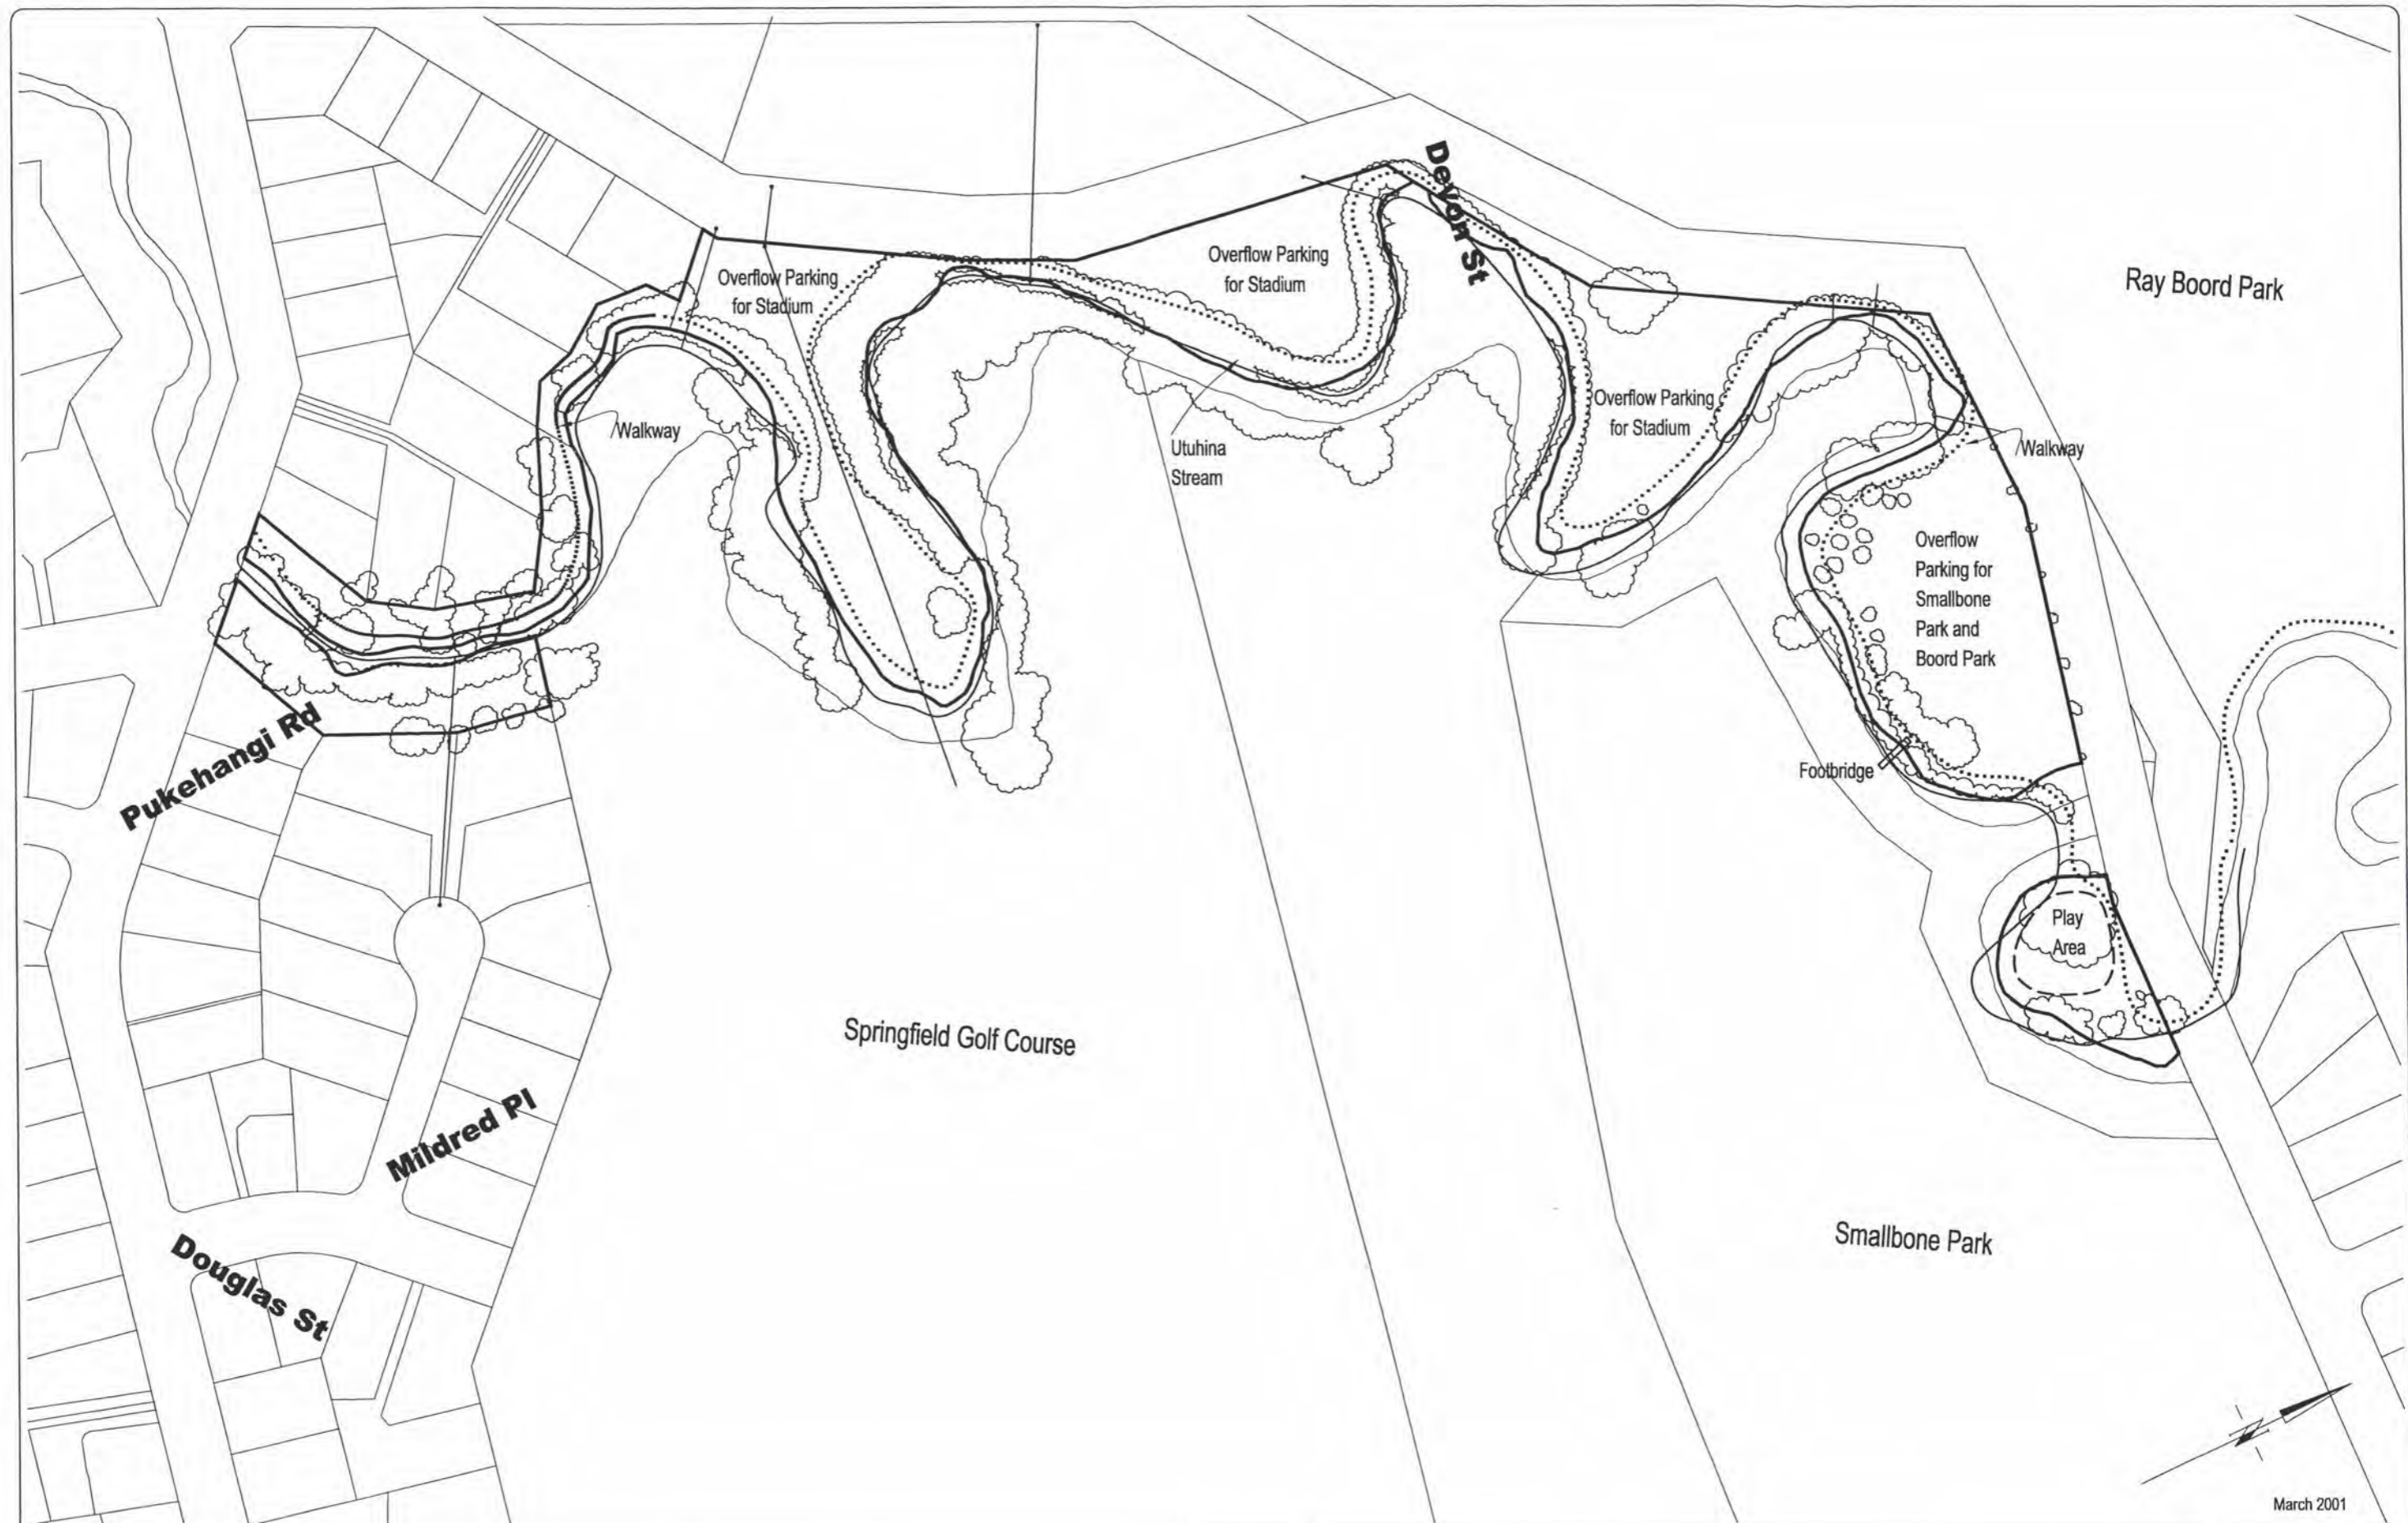 Devon St
Ray Boord Park
Overflow Parking
for Stadium
Overflow Parking
for Stadium
Overflow Parking
for Stadium
Walkway
Utuhina
Stream
Walkway
Overflow
Parking for
Smallbone
Park and
Boord Park
Pukehangi Rd
Footbridge
Play
Area
Springfield Golf Course
Mildred Pl
Smallbone Park
Douglas St
N
March 2001